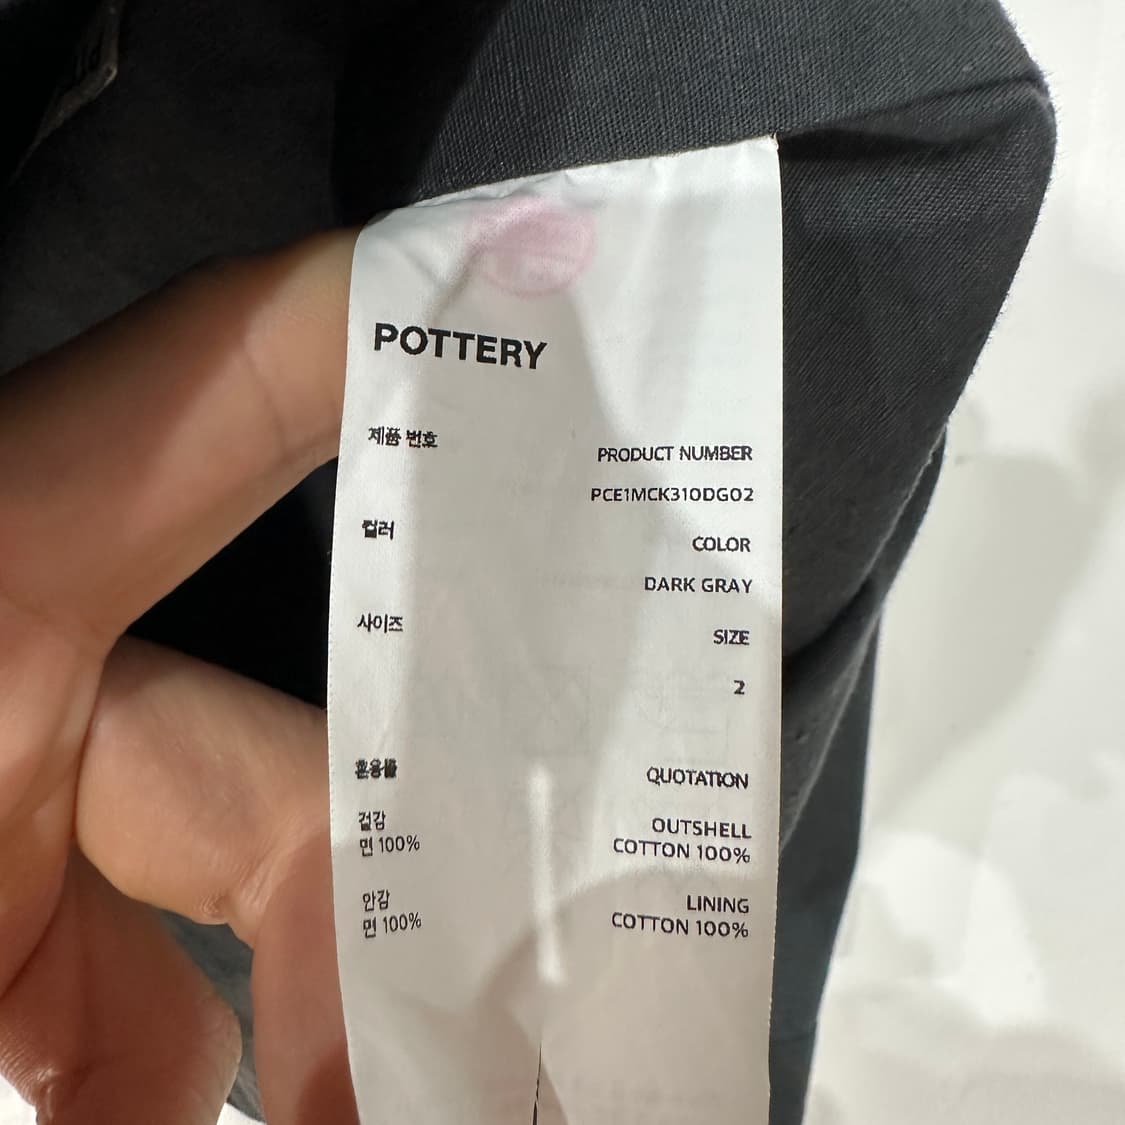 POTTERY
제품 번호
PRODUCT NUMBER
PCE1MCK310DG02
컬러
COLOR
DARK GRAY
사이즈
SIZE
2
혼용률
QUOTATION
겉감
OUTSHELL
면 100%
COTTON 100%
안감
LINING
면 100%
COTTON 100%